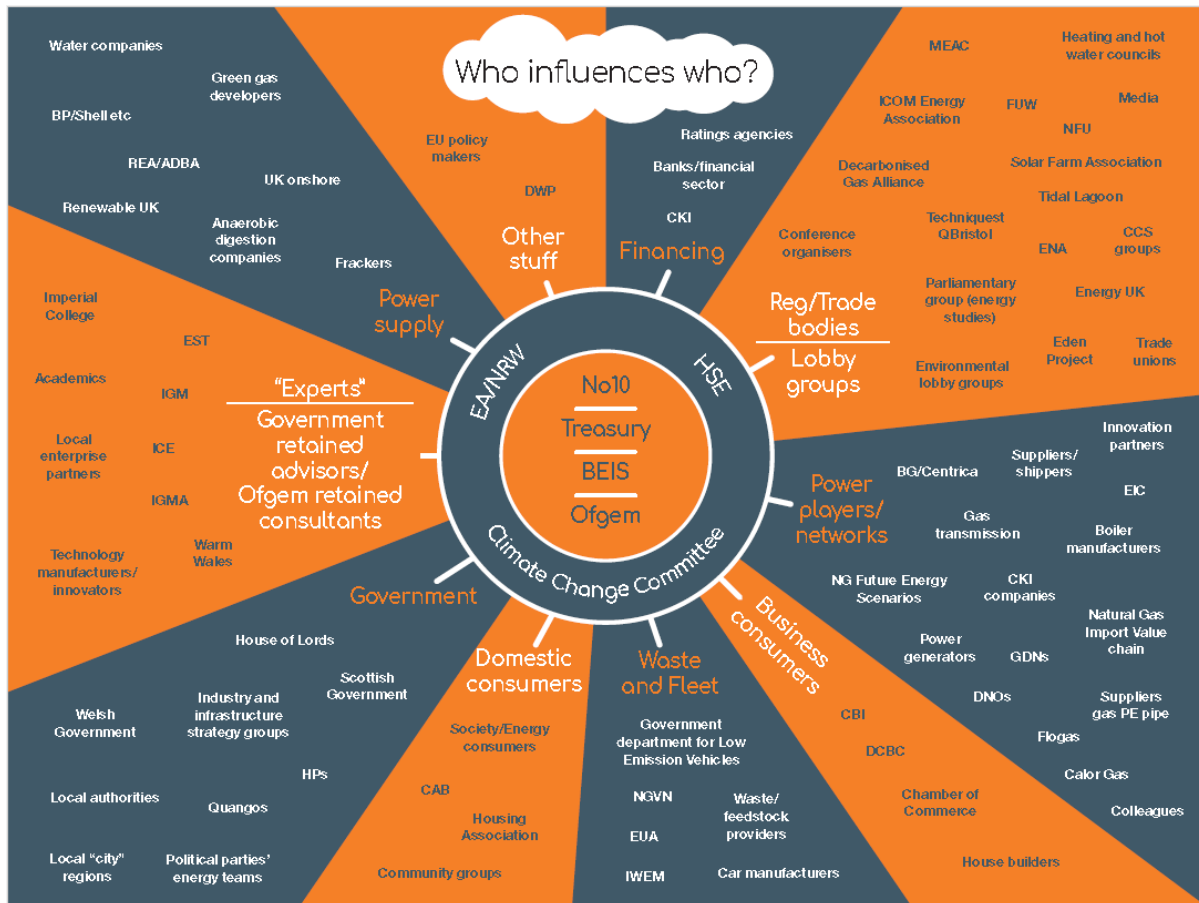 Who influences who?
Water companies
Green gas
developers
BP/Shell etc
REA/ADBA
UK onshore
Renewable UK
Anaerobic
digestion
companies
Frackers
Power
supply
EU policy
makers
DWP
Other
stuff
Ratings agencies
Banks/financial
sector
CKI
Financing
MEAC
Heating and hot
water councils
ICOM Energy
Association
FUW
Media
NFU
Decarbonised
Gas Alliance
Solar Farm Association
Tidal Lagoon
Conference
organisers
Techniquest
QBristol
ENA
CCS
groups
Parliamentary
group (energy
studies)
Energy UK
Environmental
lobby groups
Eden
Project
Trade
unions
Reg/Trade
bodies
Lobby
groups
Imperial
College
EST
Academics
IGM
Local
enterprise
partners
ICE
IGMA
Technology
manufacturers/
innovators
Warm
Wales
"Experts"
Government
retained
advisors/
Ofgem retained
consultants
EA/NRW
HSE
Climate Change Committee
No10
Treasury
BEIS
Ofgem
Power
players/
networks
Innovation
partners
BG/Centrica
Suppliers/
shippers
EIC
Gas
transmission
Boiler
manufacturers
NG Future Energy
Scenarios
CKI
companies
Natural Gas
Import Value
chain
Power
generators
GDNs
DNOs
Suppliers
gas PE pipe
Flogas
Calor Gas
Colleagues
Government
House of Lords
Scottish
Government
Welsh
Government
Industry and
infrastructure
strategy groups
HPs
Local authorities
Quangos
Local "city"
regions
Political parties'
energy teams
Domestic
consumers
Society/Energy
consumers
CAB
Housing
Association
Community groups
Waste
and Fleet
Government
department for Low
Emission Vehicles
NGVN
Waste/
feedstock
providers
EUA
IWEM
Car manufacturers
Business
consumers
CBI
DCBC
Chamber of
Commerce
House builders